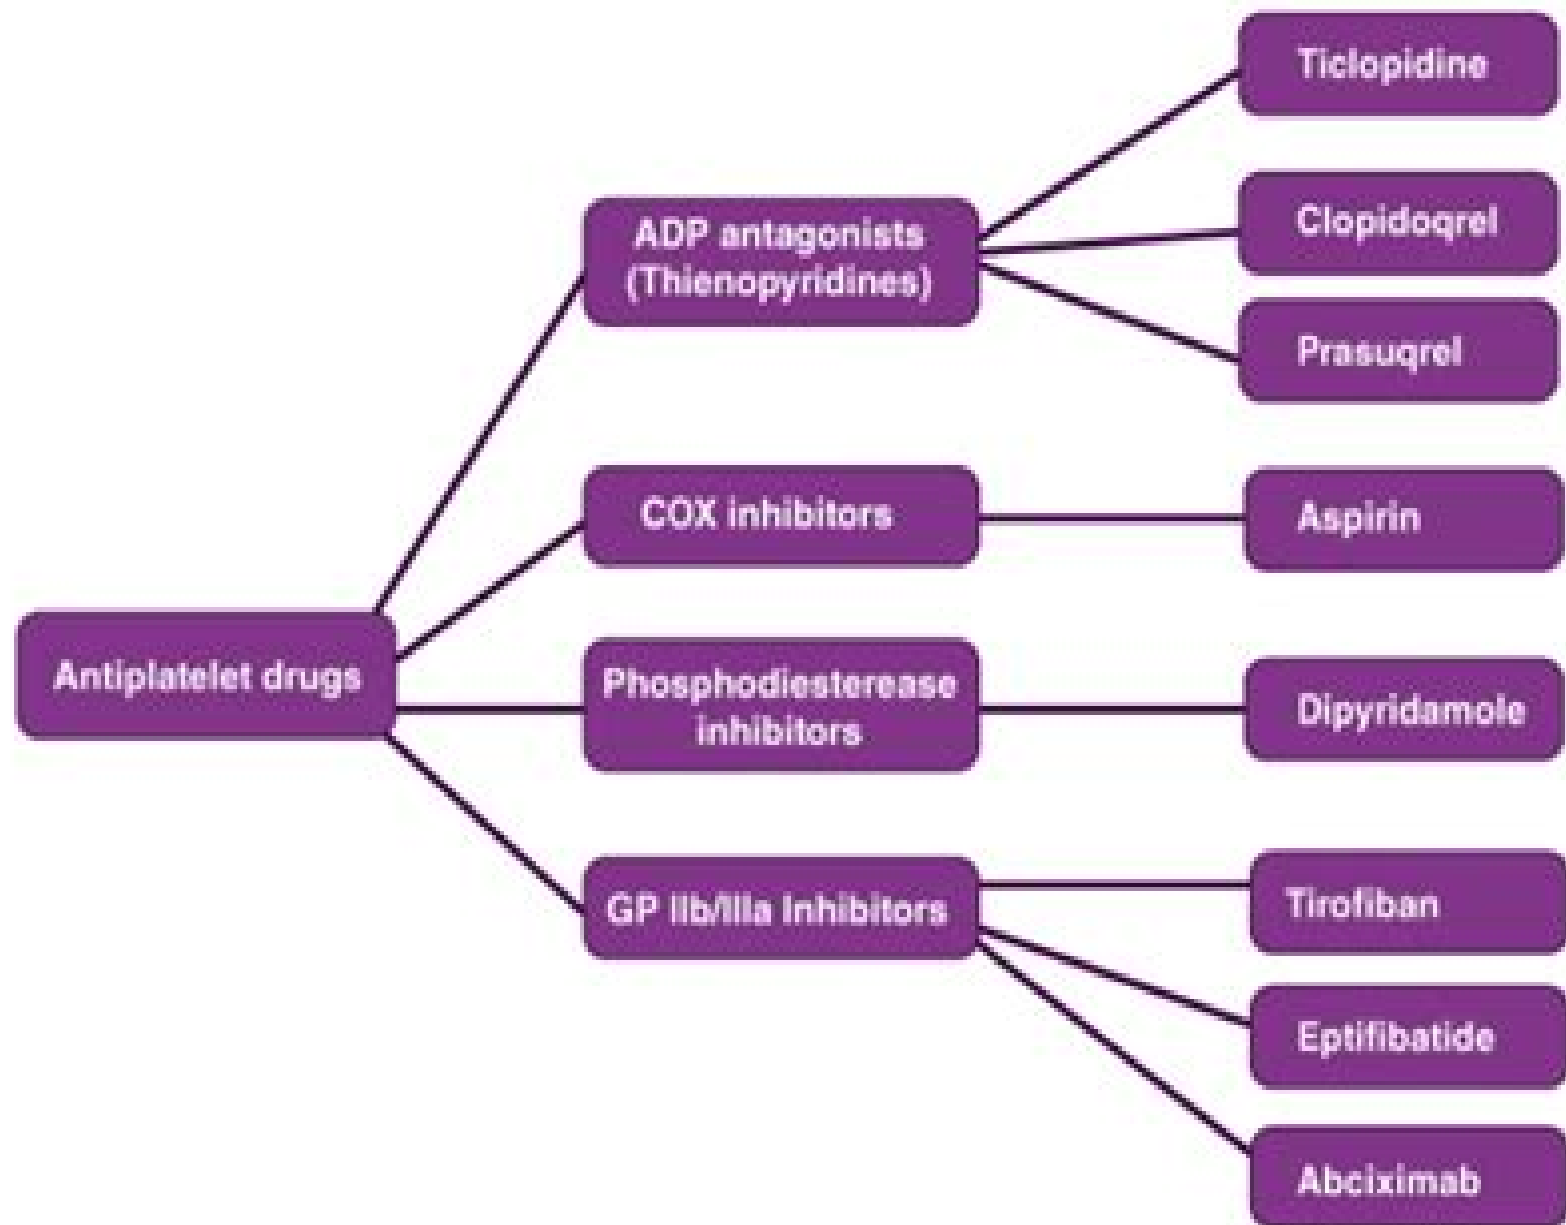 Ticlopidine
ADP antagonists
(Thienopyridines)
Clopidoqrel
Prasuqrel
COX inhibitors
Aspirin
Antiplatelet drugs
Phosphodiesterease
inhibitors
Dipyridamole
GP IIb/IIIa Inhibitors
Tirofiban
Eptifibatide
Abciximab